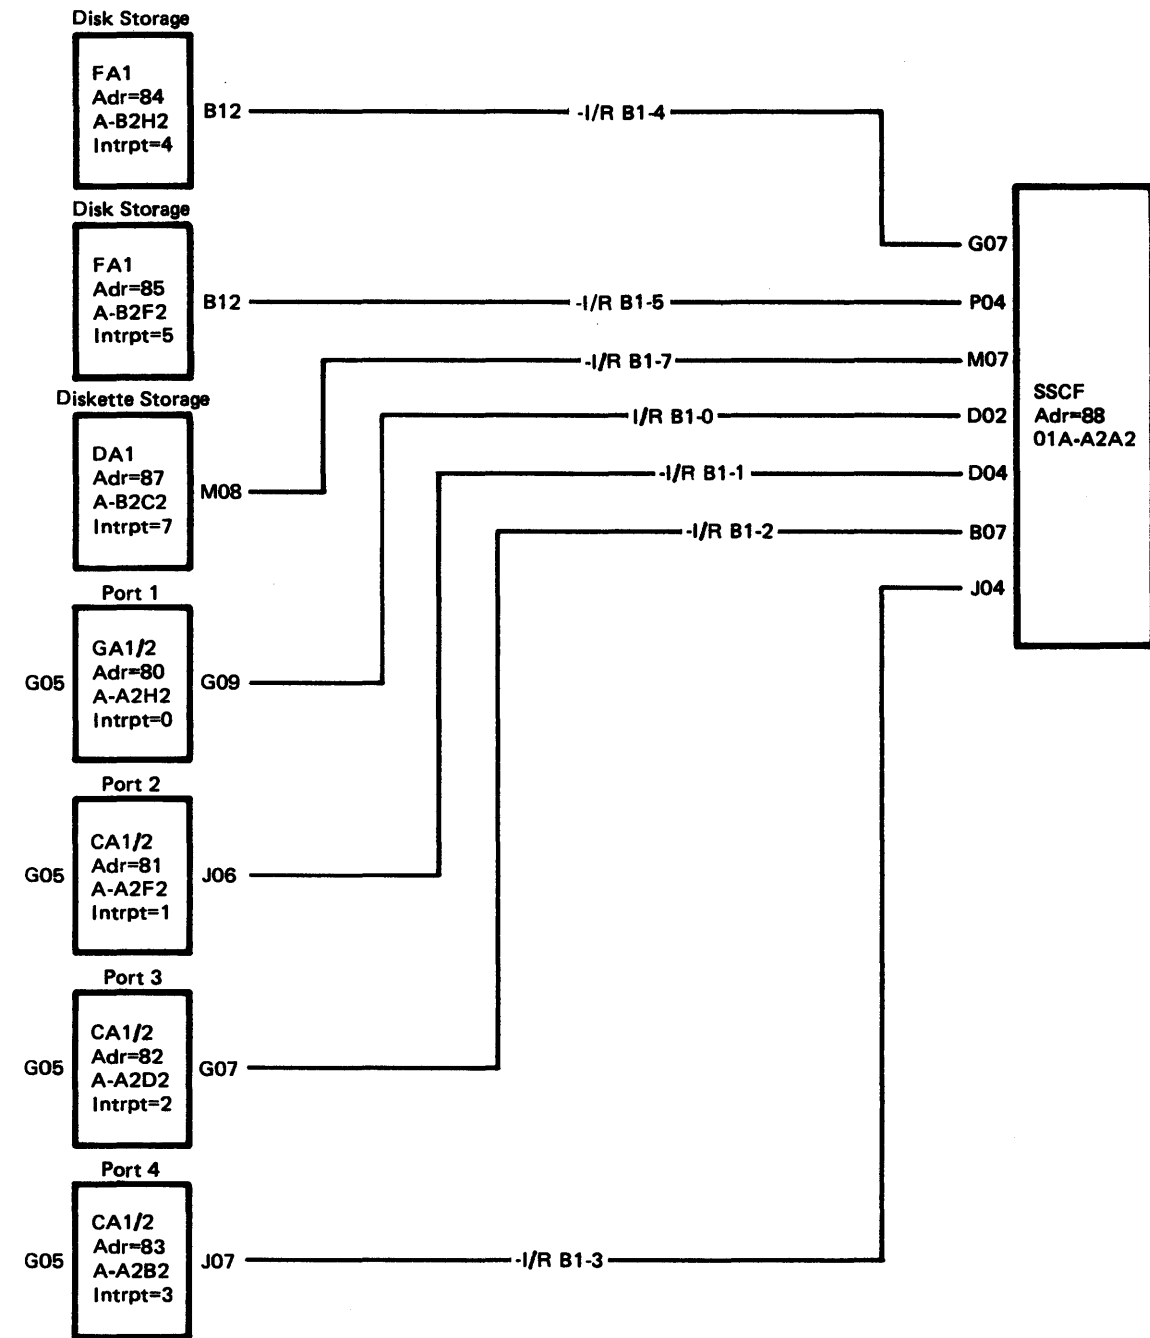 Disk Storage
FA1
Adr=84
A-B2H2
Intrpt=4
B12
-I/R B1-4
G07
Disk Storage
FA1
Adr=85
A-B2F2
Intrpt=5
B12
-I/R B1-5
P04
-I/R B1-7
M07
Diskette Storage
DA1
Adr=87
A-B2C2
Intrpt=7
M08
I/R B1-0
D02
-I/R B1-1
D04
-I/R B1-2
B07
J04
SSCF
Adr=88
01A-A2A2
Port 1
G05
GA1/2
Adr=80
A-A2H2
Intrpt=0
G09
Port 2
G05
CA1/2
Adr=81
A-A2F2
Intrpt=1
J06
Port 3
G05
CA1/2
Adr=82
A-A2D2
Intrpt=2
G07
Port 4
G05
CA1/2
Adr=83
A-A2B2
Intrpt=3
J07
-I/R B1-3